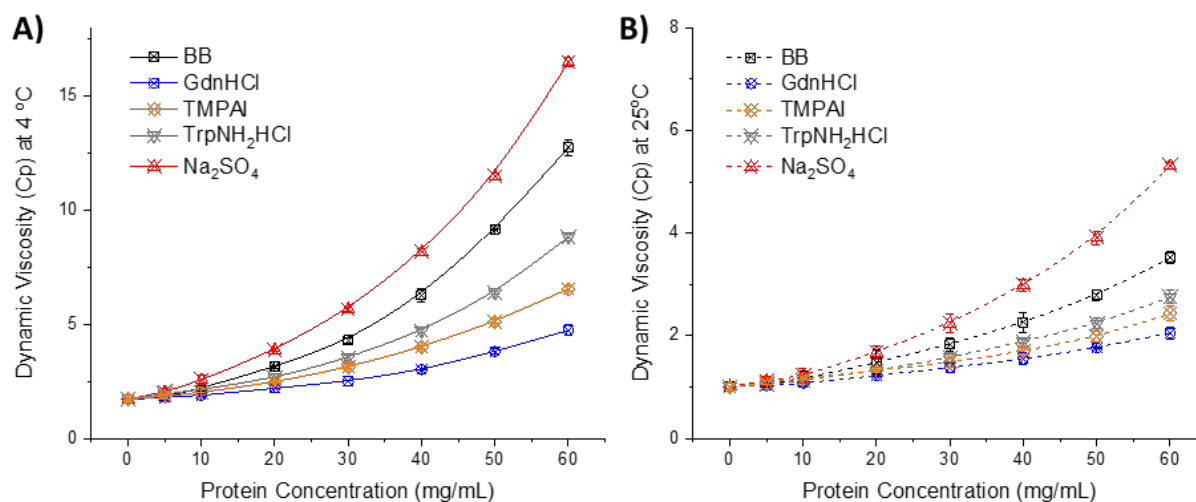 A)
BB
GdnHCl
TMPAI
TrpNH₂HCl
Na₂SO₄
Dynamic Viscosity (Cp) at 4 ºC
15
10
5
0
0 10 20 30 40 50 60
Protein Concentration (mg/mL)
B)
BB
GdnHCl
TMPAI
TrpNH₂HCl
Na₂SO₄
Dynamic Viscosity (Cp) at 25ºC
8
6
4
2
0
0 10 20 30 40 50 60
Protein Concentration (mg/mL)